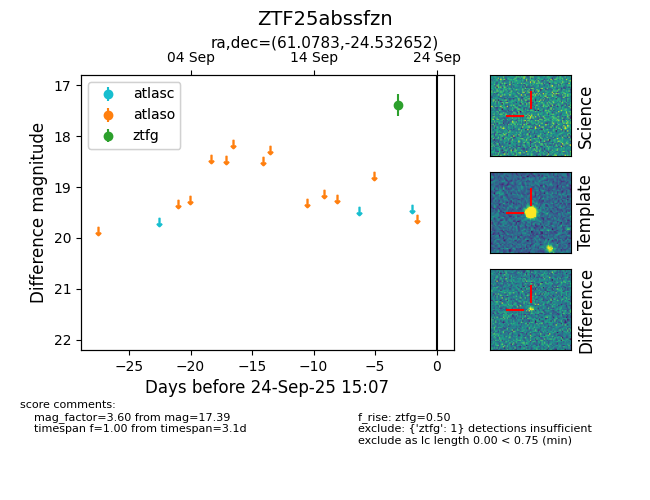 ZTF25abssfzn
ra,dec=(61.0783,-24.532652)
04 Sep
14 Sep
24 Sep
17
18
19
20
21
22
Difference magnitude
atlasc
atlaso
ztfg
Science
Template
Difference
−25
−20
−15
−10
−5
0
Days before 24-Sep-25 15:07
score comments:
mag_factor=3.60 from mag=17.39
timespan f=1.00 from timespan=3.1d
f_rise: ztfg=0.50
exclude: {'ztfg': 1} detections insufficient
exclude as lc length 0.00 < 0.75 (min)